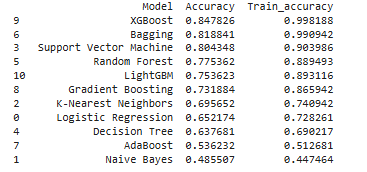 Model Accuracy Train_accuracy
9 XGBoost 0.847826 0.998188
6 Bagging 0.818841 0.990942
3 Support Vector Machine 0.804348 0.903986
5 Random Forest 0.775362 0.889493
10 LightGBM 0.753623 0.893116
8 Gradient Boosting 0.731884 0.865942
2 K-Nearest Neighbors 0.695652 0.740942
0 Logistic Regression 0.652174 0.728261
4 Decision Tree 0.637681 0.690217
7 AdaBoost 0.536232 0.512681
1 Naive Bayes 0.485507 0.447464